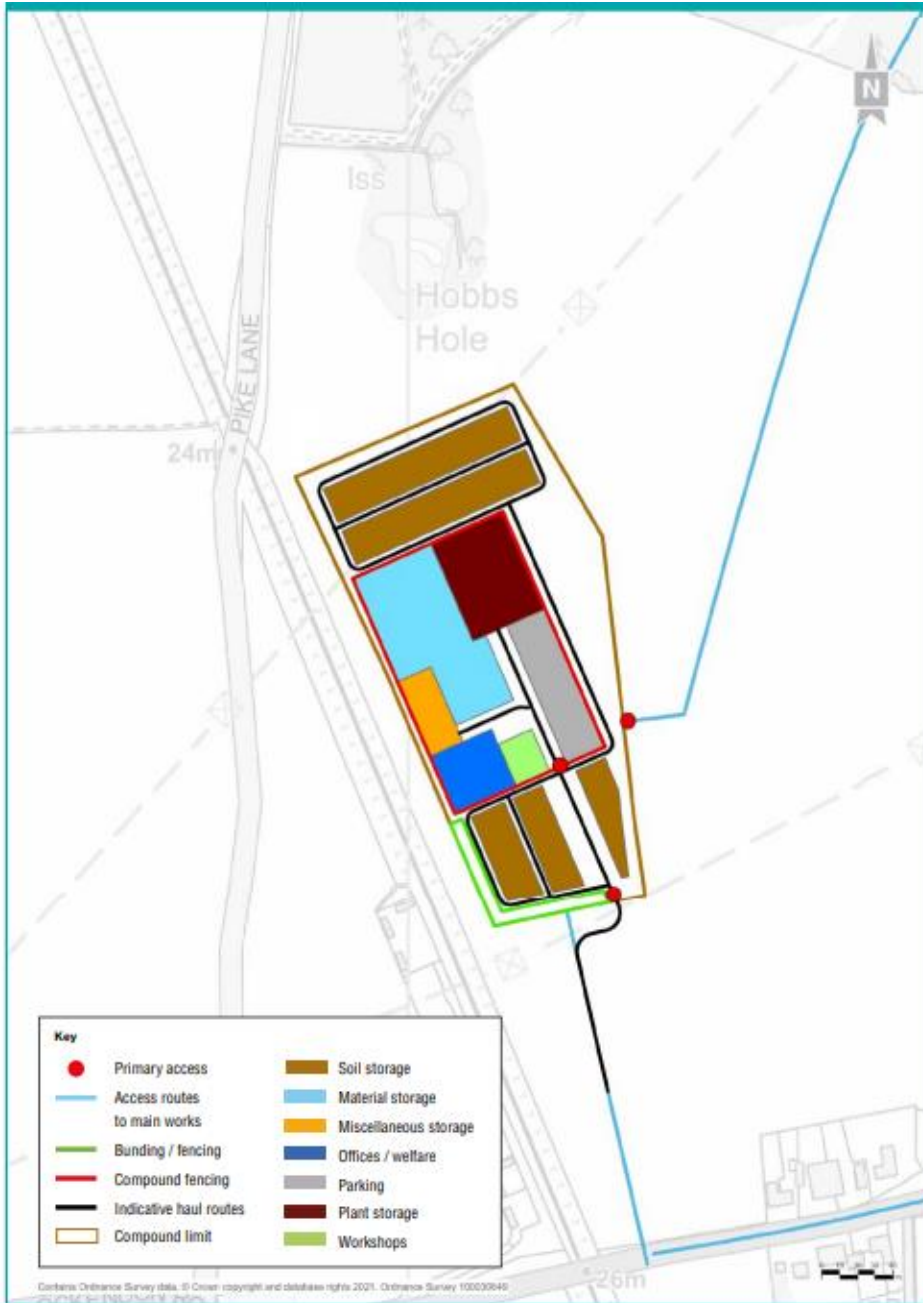 N
Iss
Hobbs
Hole
PIKE LANE
24m
Key
Primary access
Access routes
to main works
Bunding / fencing
Compound fencing
Indicative haul routes
Compound limit
Soil storage
Material storage
Miscellaneous storage
Offices / welfare
Parking
Plant storage
Workshops
26m
Contains Ordnance Survey data. © Crown copyright and database rights 2021. Ordnance Survey 100030649